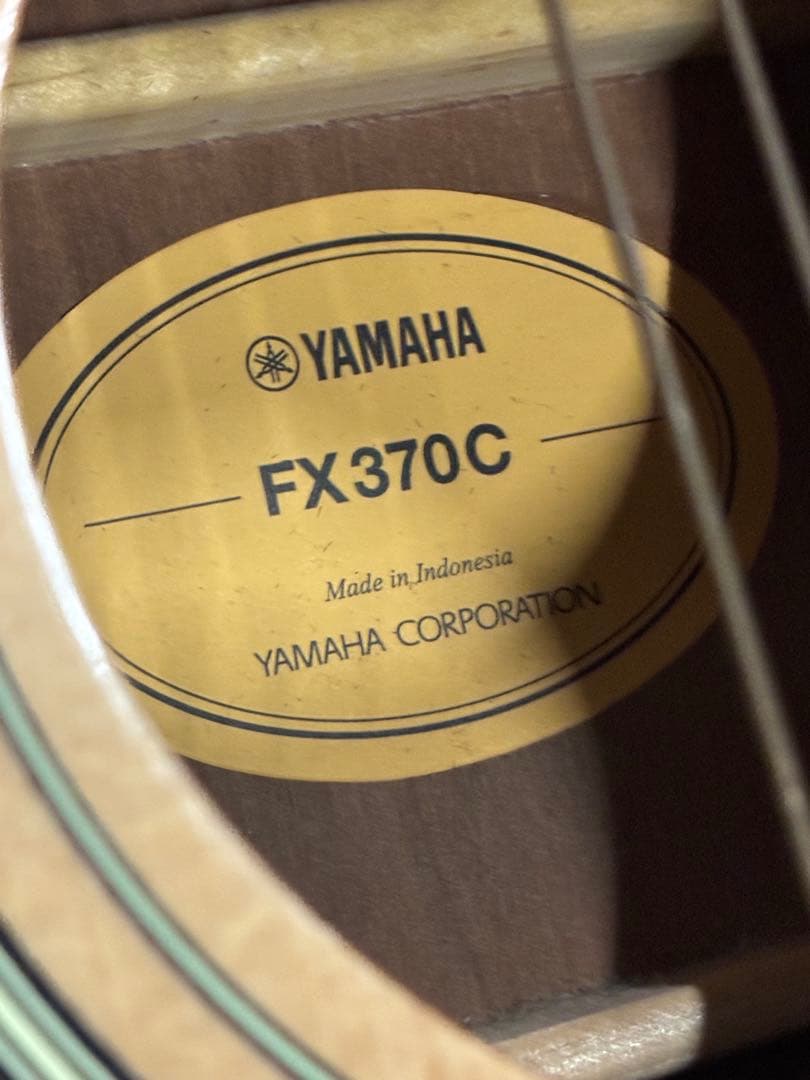 YAMAHA
FX370C
Made in Indonesia
YAMAHA CORPORATION